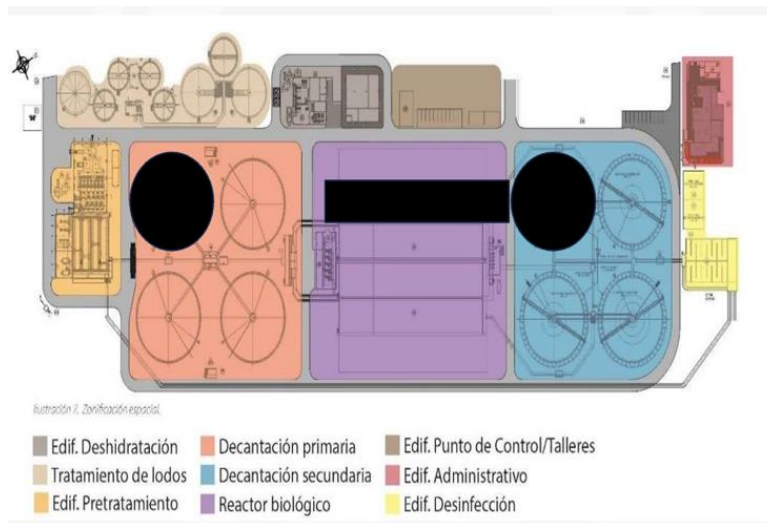 Ilustración 7. Zonificación espacial.
Edif. Deshidratación
Decantación primaria
Edif. Punto de Control/Talleres
Tratamiento de lodos
Decantación secundaria
Edif. Administrativo
Edif. Pretratamiento
Reactor biológico
Edif. Desinfección